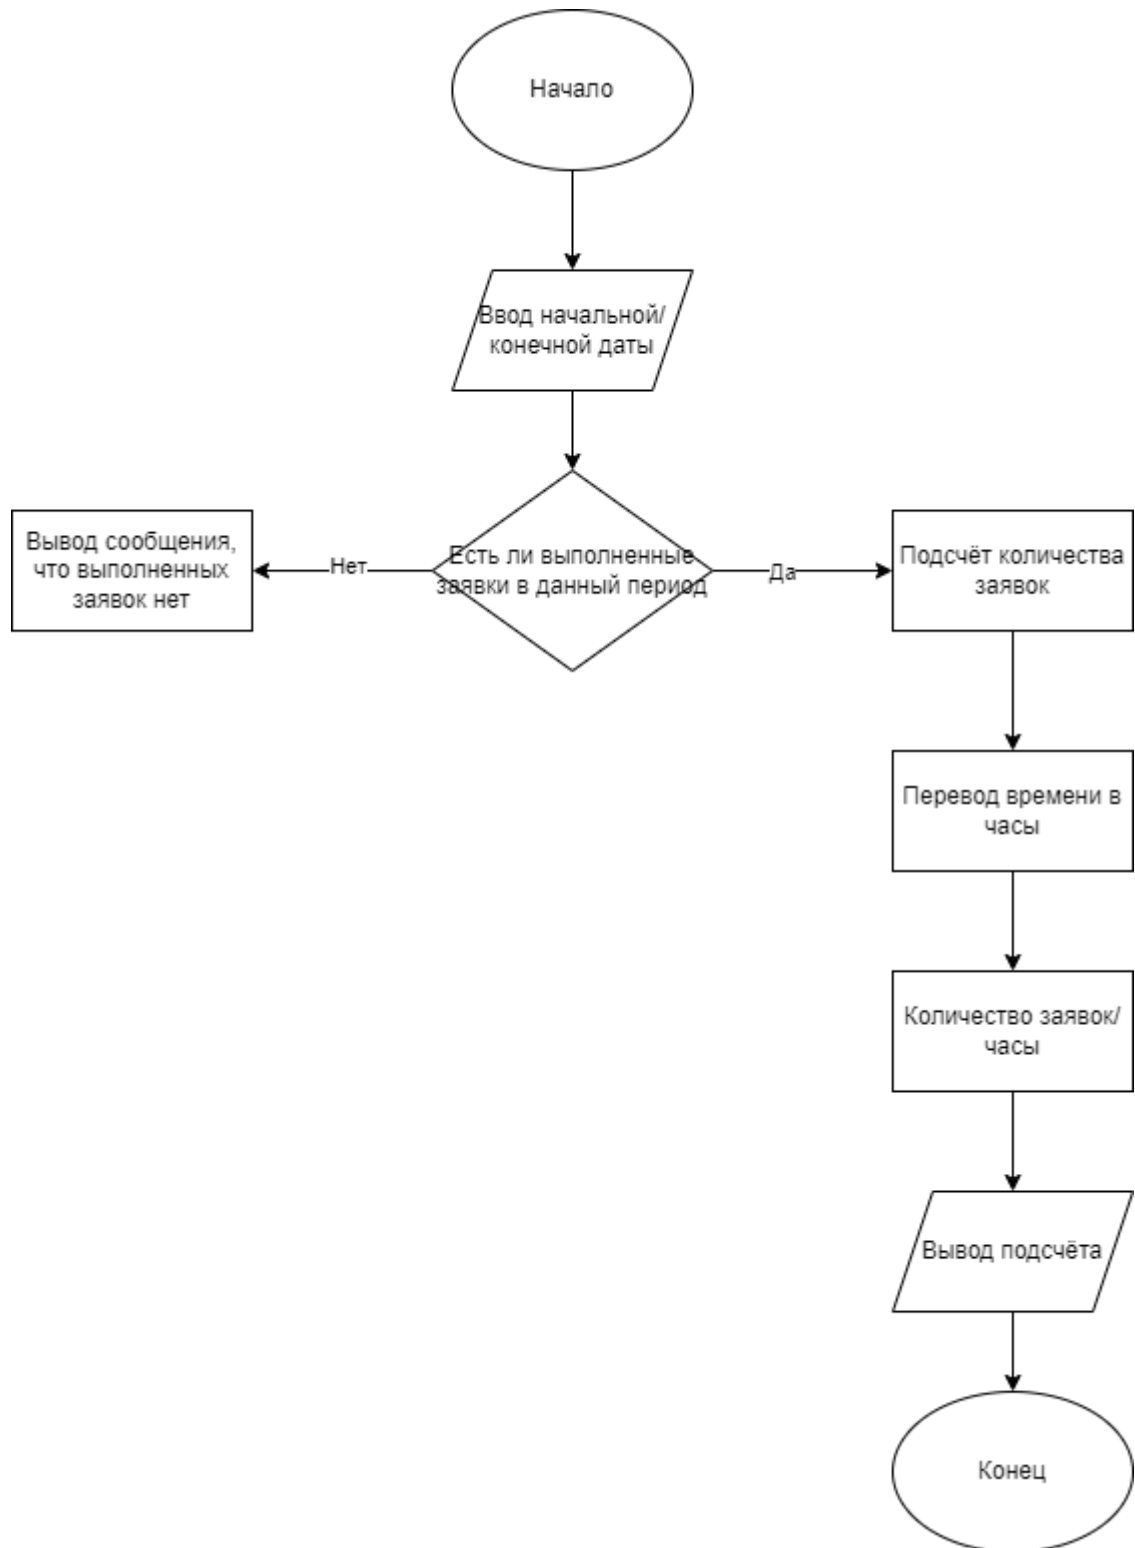 Начало
Ввод начальной/
конечной даты
Есть ли выполненные
заявки в данный период
Нет
Вывод сообщения,
что выполненных
заявок нет
Да
Подсчёт количества
заявок
Перевод времени в
часы
Количество заявок/
часы
Вывод подсчёта
Конец